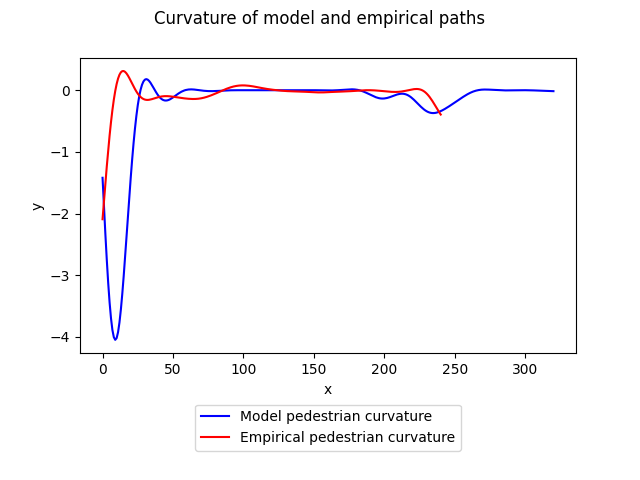 Curvature of model and empirical paths
0
−1
−2
−3
−4
y
0 50 100 150 200 250 300
x
Model pedestrian curvature
Empirical pedestrian curvature